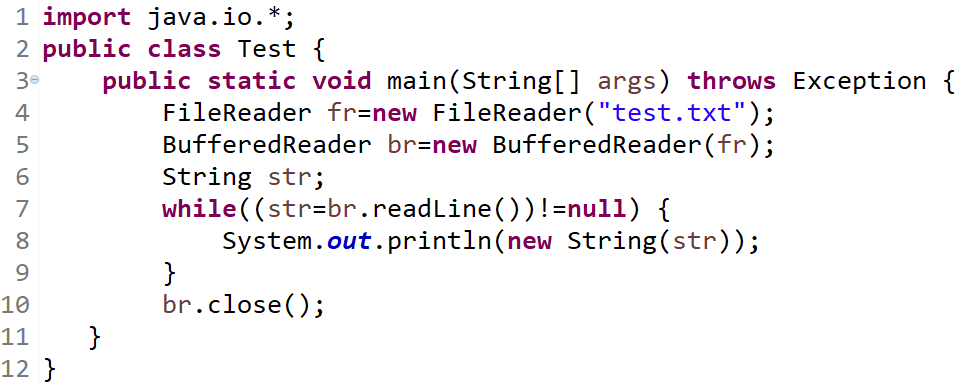 1 import java.io.*;
2 public class Test {
3 public static void main(String[] args) throws Exception {
4 FileReader fr=new FileReader("test.txt");
5 BufferedReader br=new BufferedReader(fr);
6 String str;
7 while((str=br.readLine())!=null) {
8 System.out.println(new String(str));
9 }
10 br.close();
11 }
12 }